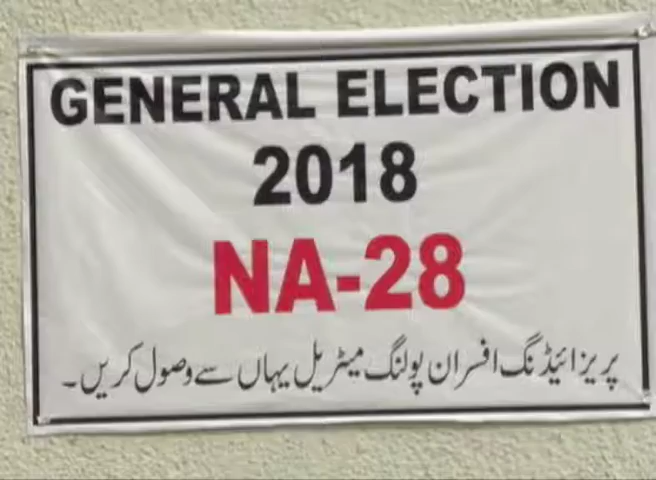 GENERAL ELECTION
2018
NA-28
پریزائیڈنگ افسران پولنگ میٹریل یہاں سے وصول کریں۔